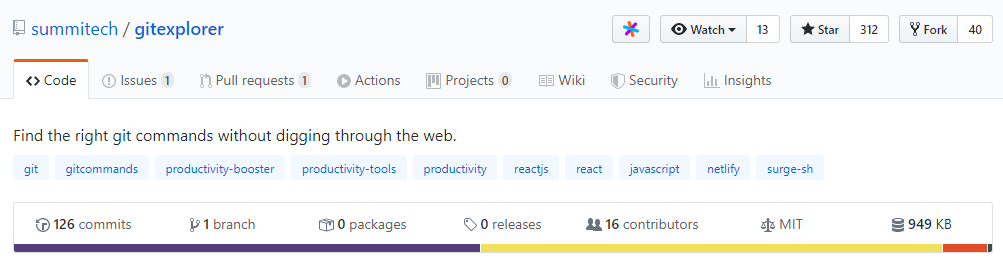 summitech / gitexplorer Watch 13 Star 312 Fork 40
Code Issues 1 Pull requests 1 Actions Projects 0 Wiki Security Insights
Find the right git commands without digging through the web.
git gitcommands productivity-booster productivity-tools productivity reactjs react javascript netlify surge-sh
126 commits 1 branch 0 packages 0 releases 16 contributors MIT 949 KB